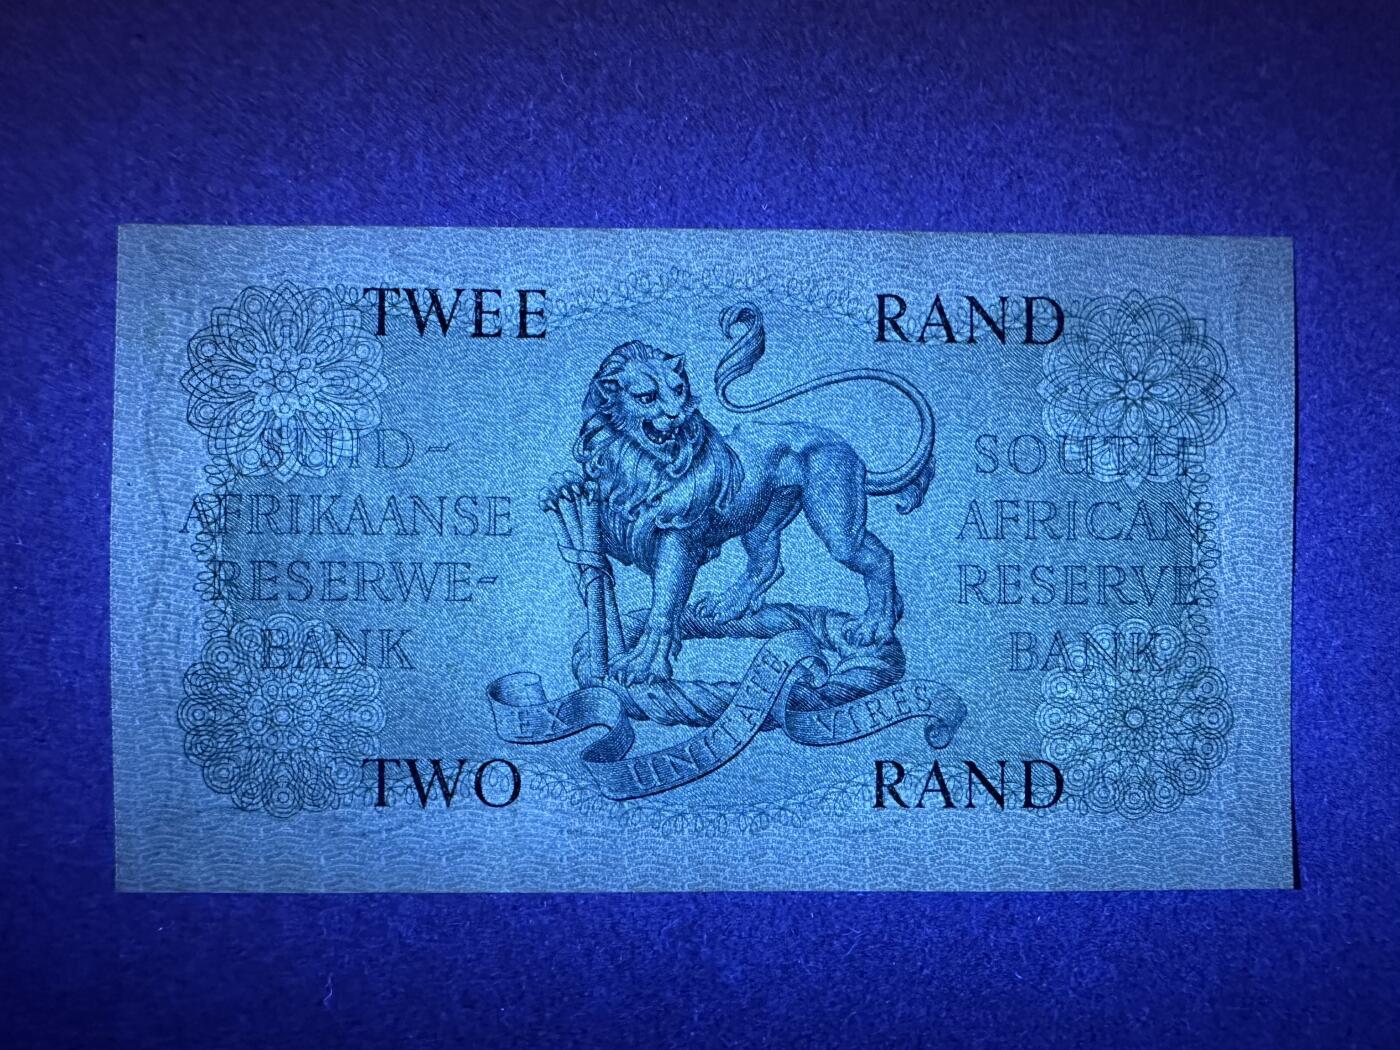 TWEE RAND
SUID-
AFRIKAANSE
RESERWE-
BANK
SOUTH
AFRICAN
RESERVE
BANK
EX UNITATE VIRES
TWO RAND